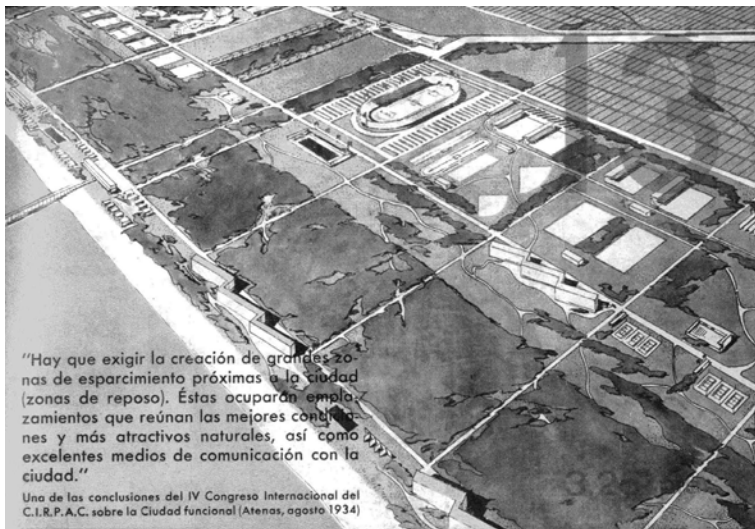 13
"Hay que exigir la creación de grandes zo-
nas de esparcimiento próximas a la ciudad
(zonas de reposo). Éstas ocuparán empla-
zamientos que reúnan las mejores condicio-
nes y más atractivos naturales, así como
excelentes medios de comunicación con la
ciudad."
Una de las conclusiones del IV Congreso Internacional del
C.I.R.P.A.C. sobre la Ciudad funcional (Atenas, agosto 1934)